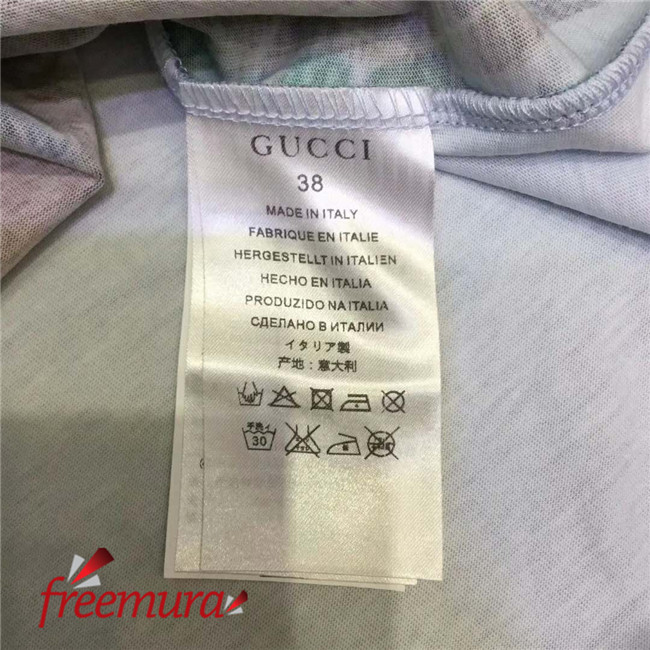 GUCCI
38
MADE IN ITALY
FABRIQUE EN ITALIE
HERGESTELLT IN ITALIEN
HECHO EN ITALIA
PRODUZIDO NA ITALIA
СДЕЛАНО В ИТАЛИИ
イタリア製
产地：意大利
30
freemura